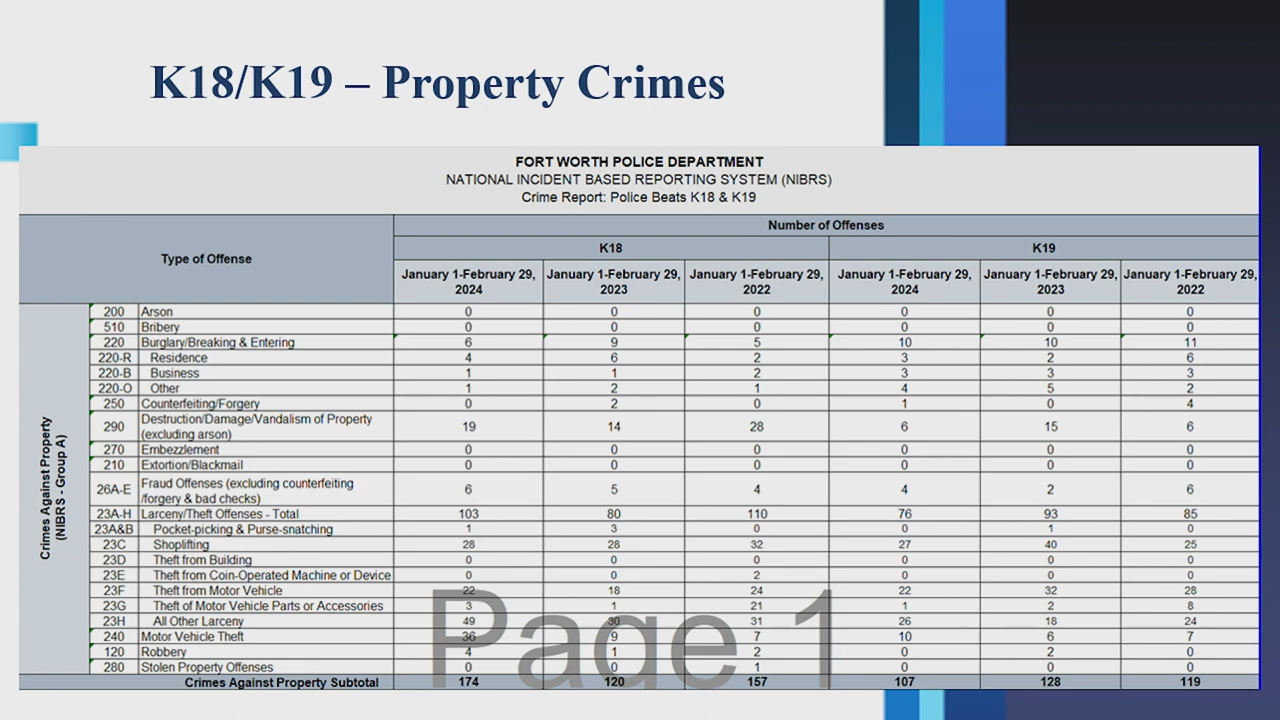 K18/K19 – Property Crimes
FORT WORTH POLICE DEPARTMENT
NATIONAL INCIDENT BASED REPORTING SYSTEM (NIBRS)
Crime Report: Police Beats K18 & K19
Type of Offense
Number of Offenses
K18 K19
January 1-February 29, 2024 January 1-February 29, 2023 January 1-February 29, 2022 January 1-February 29, 2024 January 1-February 29, 2023 January 1-February 29, 2022
Crimes Against Property
(NIBRS - Group A)
200 Arson 0 0 0 0 0 0
510 Bribery 0 0 0 0 0 0
220 Burglary/Breaking & Entering 6 9 5 10 10 11
220-R Residence 4 6 2 3 2 6
220-B Business 1 1 2 3 3 3
220-O Other 1 2 1 4 5 2
250 Counterfeiting/Forgery 0 2 0 1 0 4
290 Destruction/Damage/Vandalism of Property (excluding arson) 19 14 28 6 15 6
270 Embezzlement 0 0 0 0 0 0
210 Extortion/Blackmail 0 0 0 0 0 0
26A-E Fraud Offenses (excluding counterfeiting /forgery & bad checks) 6 5 4 4 2 6
23A-H Larceny/Theft Offenses - Total 103 80 110 76 93 85
23A&B Pocket-picking & Purse-snatching 1 3 0 0 1 0
23C Shoplifting 28 28 32 27 40 25
23D Theft from Building 0 0 0 0 0 0
23E Theft from Coin-Operated Machine or Device 0 0 2 0 0 0
23F Theft from Motor Vehicle 22 18 24 22 32 28
23G Theft of Motor Vehicle Parts or Accessories 3 1 21 1 2 8
23H All Other Larceny 49 30 31 26 18 24
240 Motor Vehicle Theft 36 9 7 10 6 7
120 Robbery 4 1 2 0 2 0
280 Stolen Property Offenses 0 0 1 0 0 0
Crimes Against Property Subtotal 174 120 157 107 128 119
Page 1